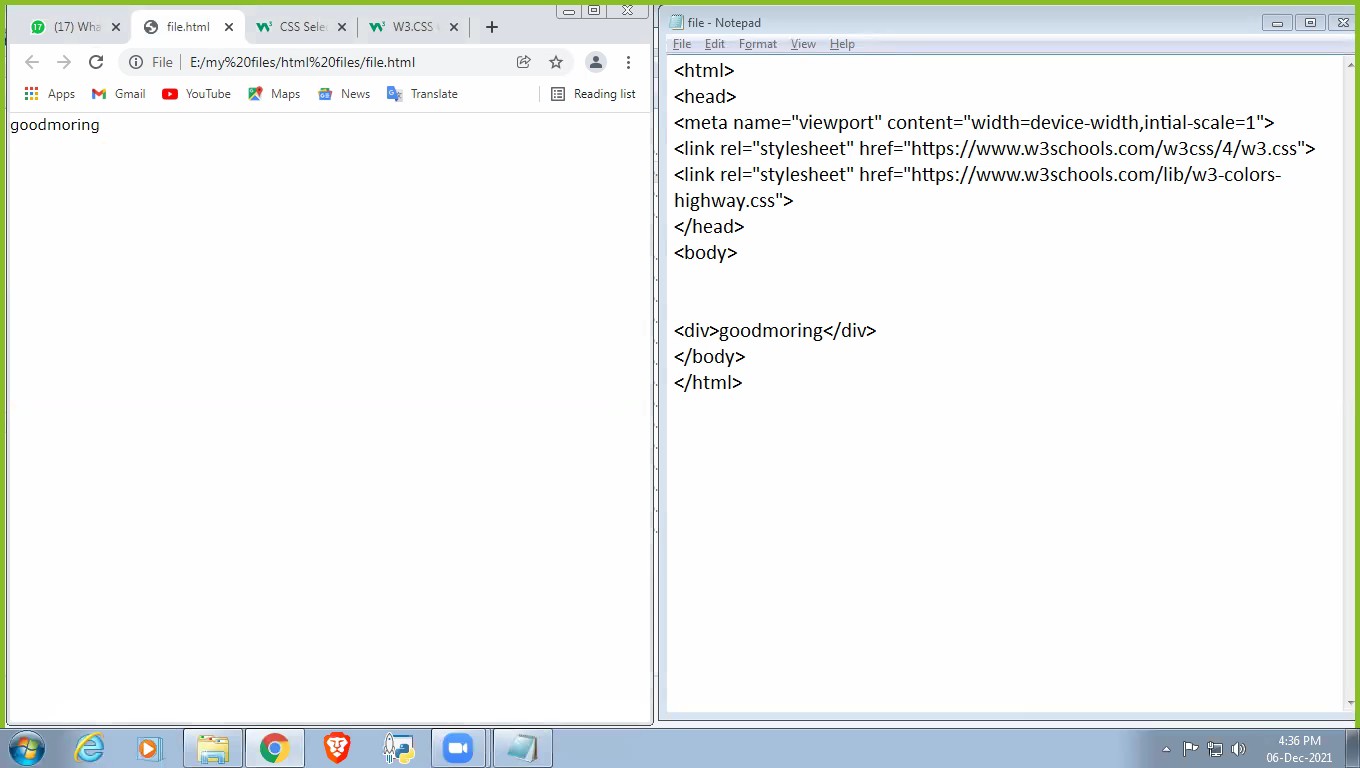 (17) Wha
file.html
CSS Sele
W3.CSS
File
E:/my%20files/html%20files/file.html
Apps
Gmail
YouTube
Maps
News
Translate
Reading list
goodmoring
file - Notepad
File Edit Format View Help
<html>
<head>
<meta name="viewport" content="width=device-width,intial-scale=1">
<link rel="stylesheet" href="https://www.w3schools.com/w3css/4/w3.css">
<link rel="stylesheet" href="https://www.w3schools.com/lib/w3-colors-
highway.css">
</head>
<body>
<div>goodmoring</div>
</body>
</html>
4:36 PM
06-Dec-2021